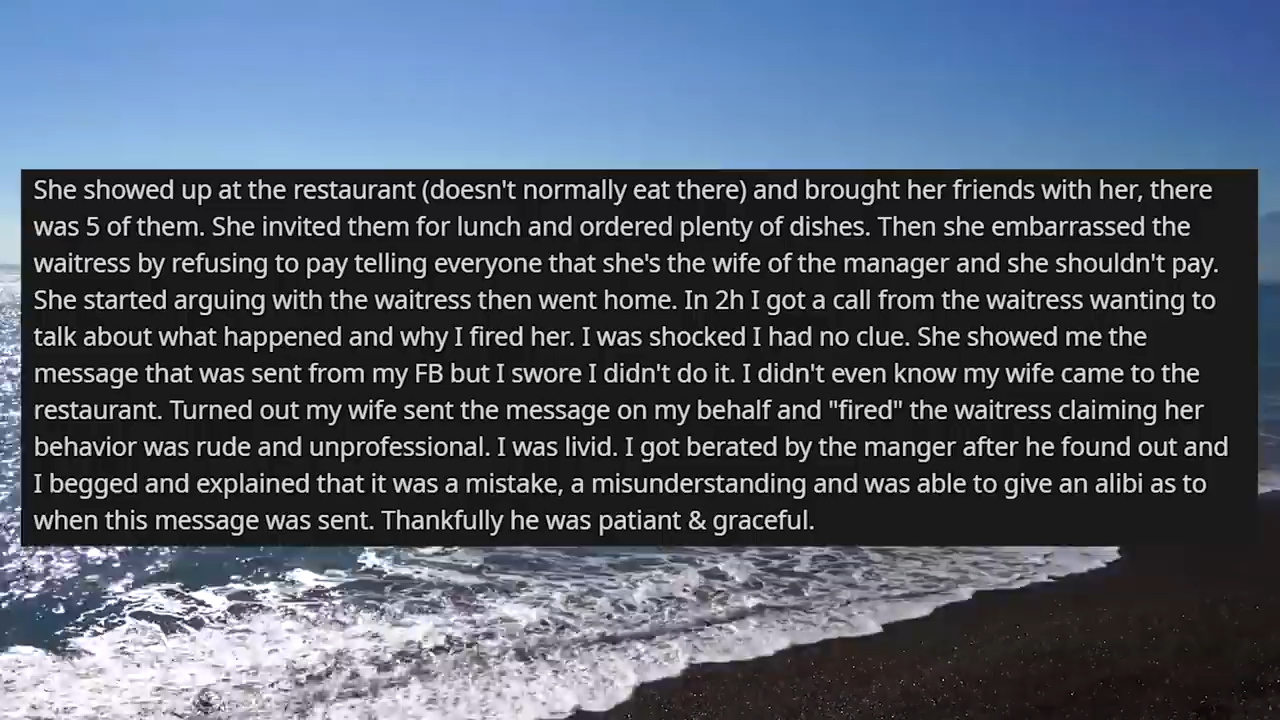 She showed up at the restaurant (doesn't normally eat there) and brought her friends with her, there
was 5 of them. She invited them for lunch and ordered plenty of dishes. Then she embarrassed the
waitress by refusing to pay telling everyone that she's the wife of the manager and she shouldn't pay.
She started arguing with the waitress then went home. In 2h I got a call from the waitress wanting to
talk about what happened and why I fired her. I was shocked I had no clue. She showed me the
message that was sent from my FB but I swore I didn't do it. I didn't even know my wife came to the
restaurant. Turned out my wife sent the message on my behalf and "fired" the waitress claiming her
behavior was rude and unprofessional. I was livid. I got berated by the manger after he found out and
I begged and explained that it was a mistake, a misunderstanding and was able to give an alibi as to
when this message was sent. Thankfully he was patiant & graceful.